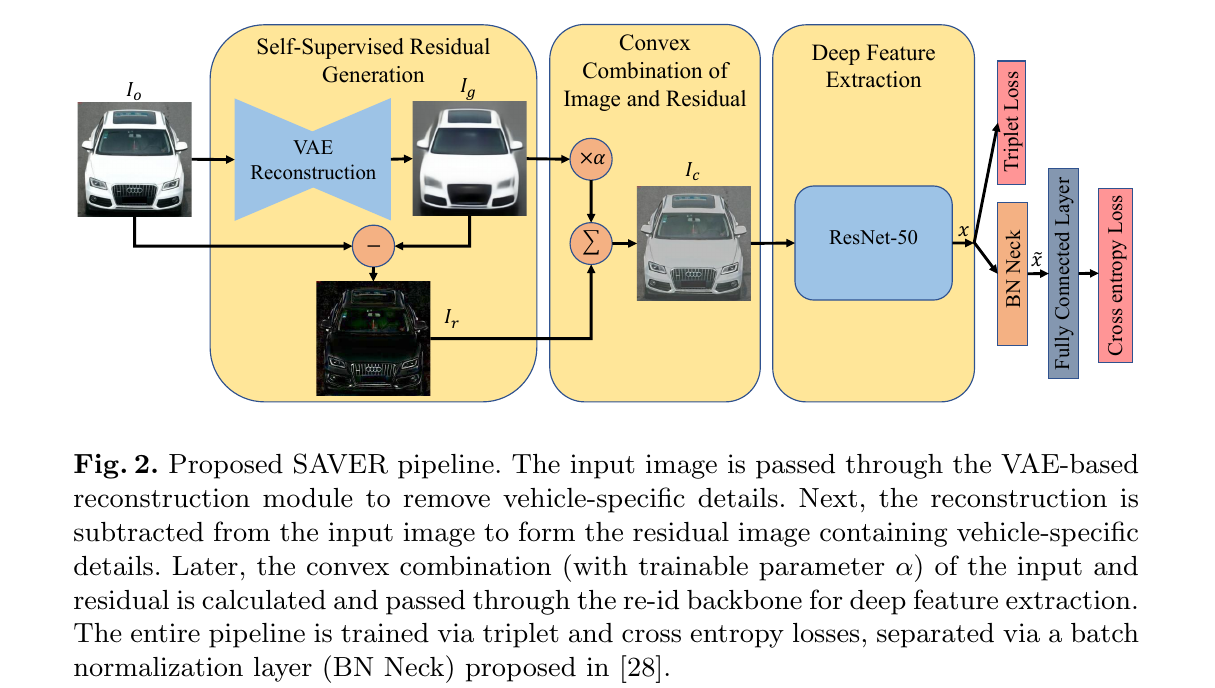 Self-Supervised Residual
Generation
Convex
Combination of
Image and Residual
Deep Feature
Extraction
I_o
I_g
VAE
Reconstruction
×α
I_c
−
∑
I_r
ResNet-50
x
Triplet Loss
BN Neck
x̃
Fully Connected Layer
Cross entropy Loss
Fig. 2. Proposed SAVER pipeline. The input image is passed through the VAE-based
reconstruction module to remove vehicle-specific details. Next, the reconstruction is
subtracted from the input image to form the residual image containing vehicle-specific
details. Later, the convex combination (with trainable parameter α) of the input and
residual is calculated and passed through the re-id backbone for deep feature extraction.
The entire pipeline is trained via triplet and cross entropy losses, separated via a batch
normalization layer (BN Neck) proposed in [28].